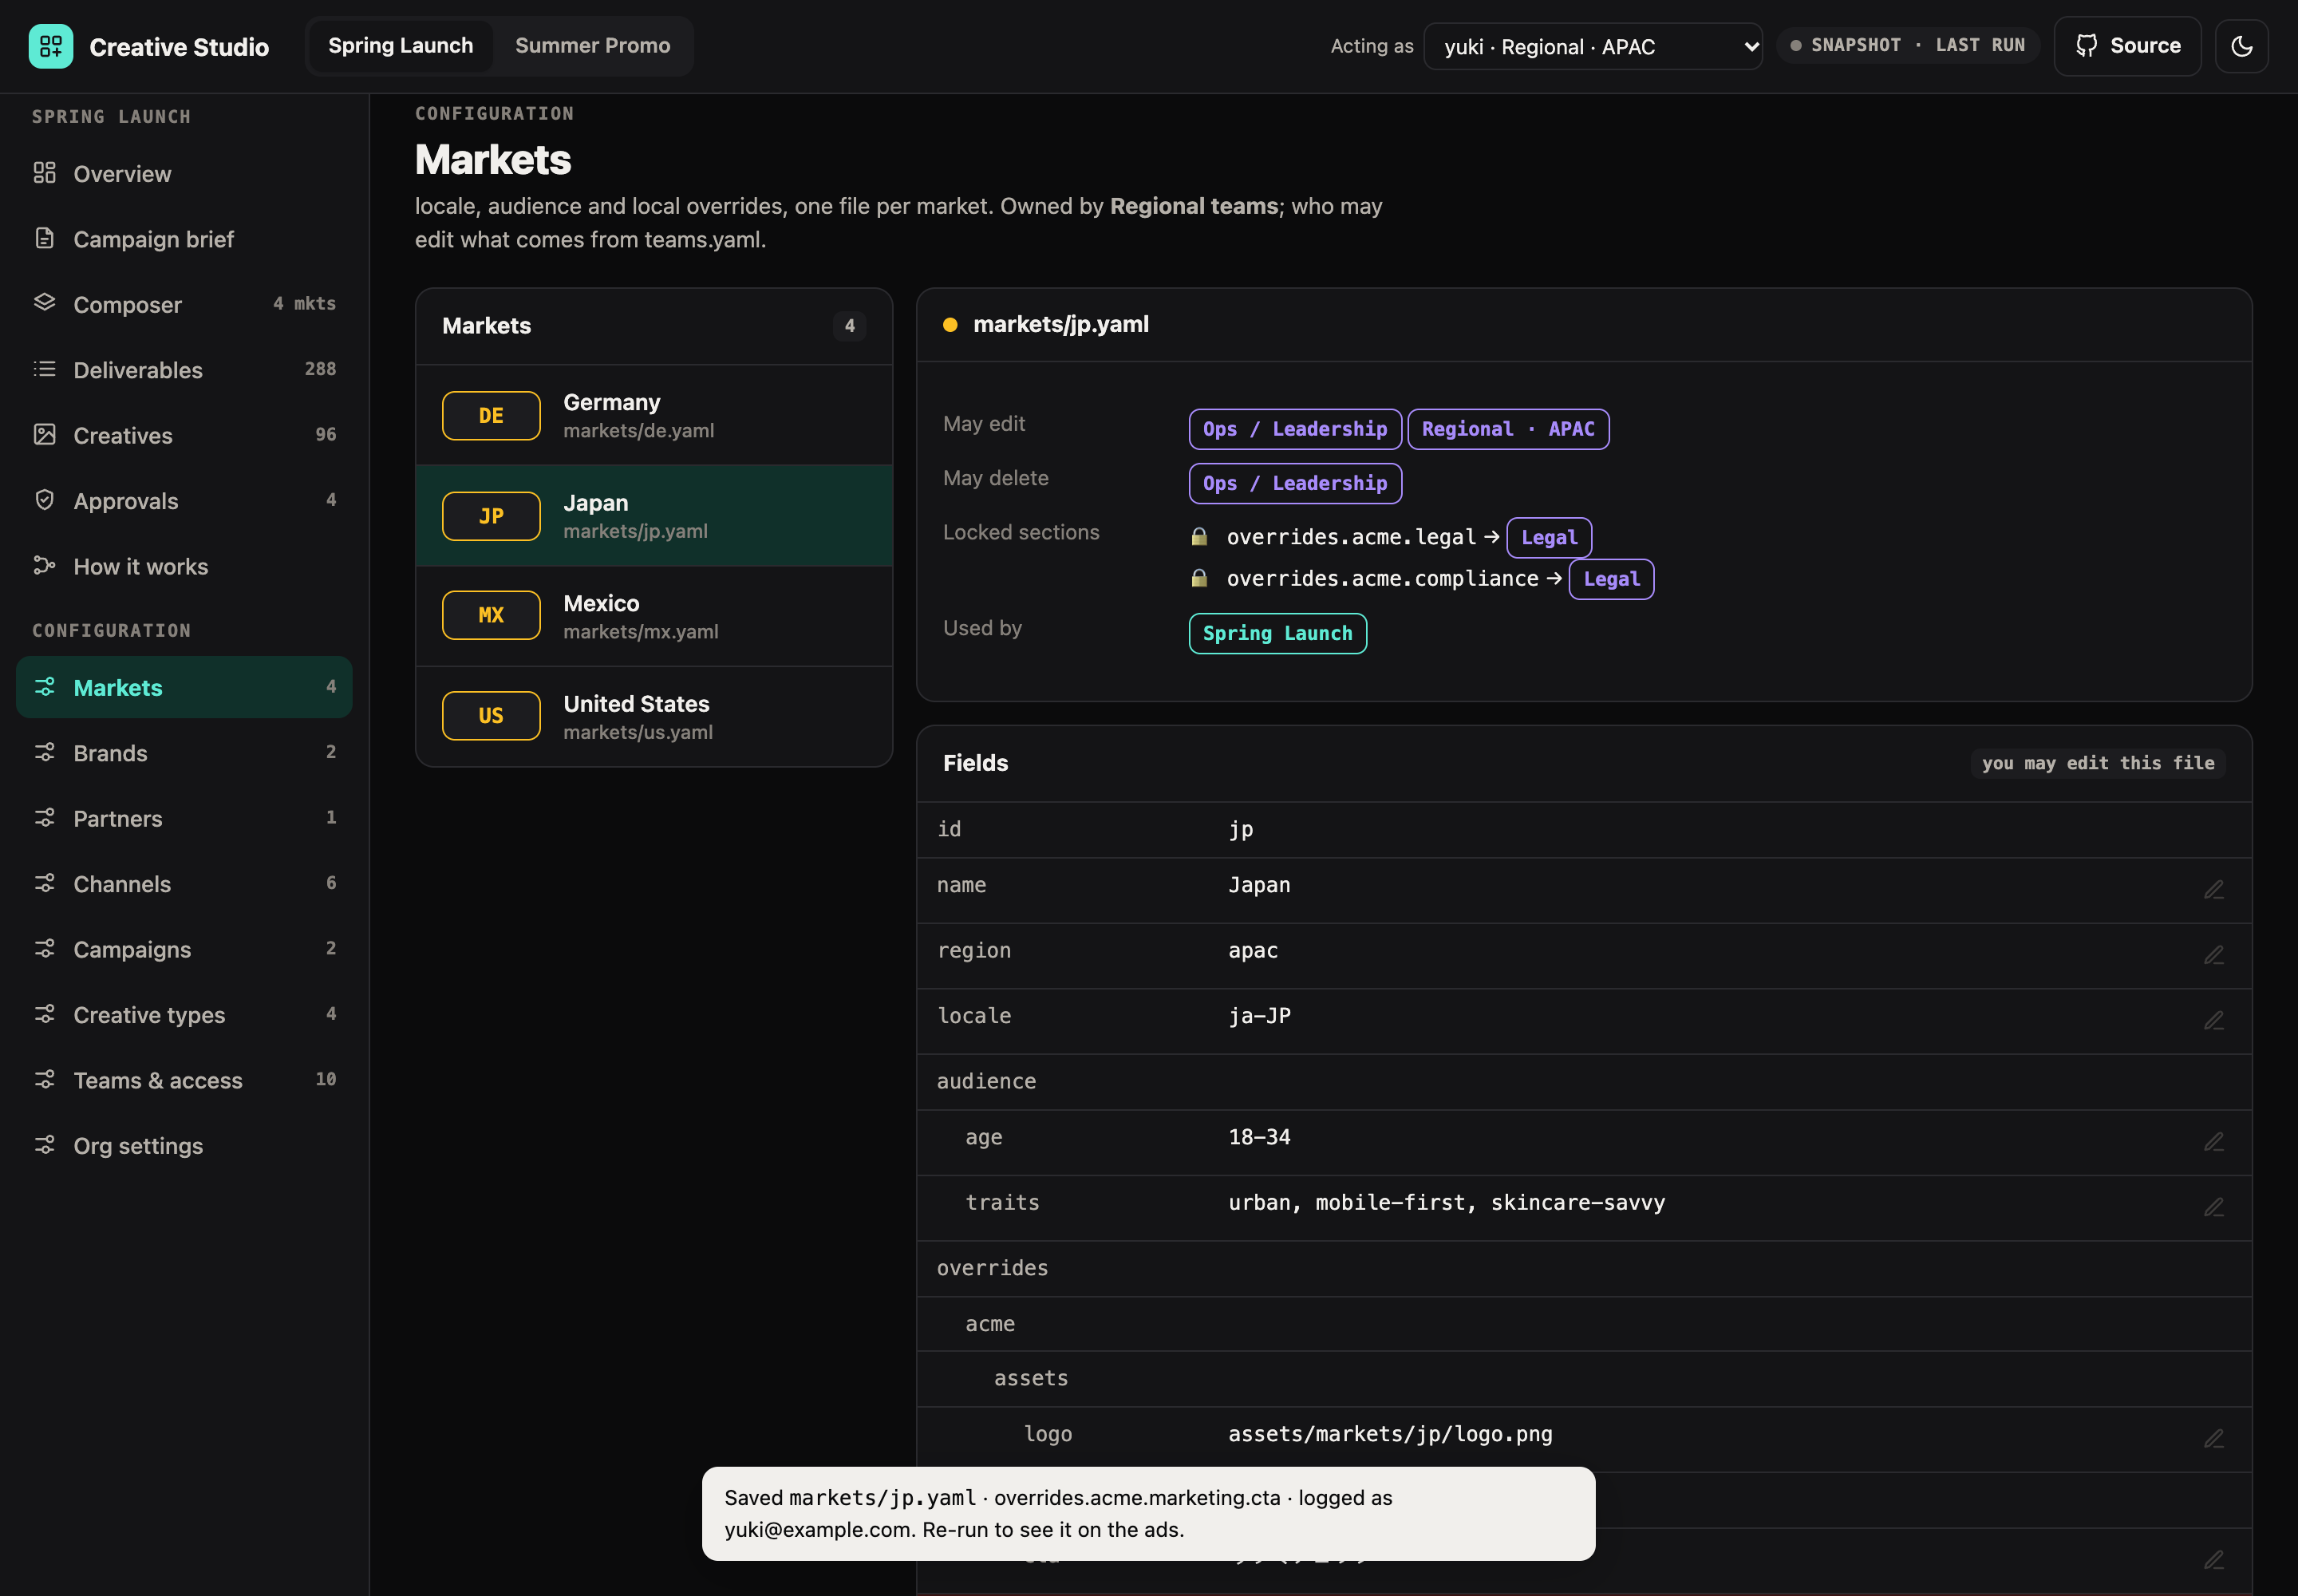 Creative Studio
Spring Launch
Summer Promo
Acting as
yuki · Regional · APAC
SNAPSHOT · LAST RUN
Source
SPRING LAUNCH
Overview
Campaign brief
Composer 4 mkts
Deliverables 288
Creatives 96
Approvals 4
How it works
CONFIGURATION
Markets 4
Brands 2
Partners 1
Channels 6
Campaigns 2
Creative types 4
Teams & access 10
Org settings
CONFIGURATION
Markets
locale, audience and local overrides, one file per market. Owned by Regional teams; who may
edit what comes from teams.yaml.
Markets 4
DE Germany
markets/de.yaml
JP Japan
markets/jp.yaml
MX Mexico
markets/mx.yaml
US United States
markets/us.yaml
markets/jp.yaml
May edit Ops / Leadership Regional · APAC
May delete Ops / Leadership
Locked sections overrides.acme.legal → Legal
overrides.acme.compliance → Legal
Used by Spring Launch
Fields you may edit this file
id jp
name Japan
region apac
locale ja-JP
audience
age 18-34
traits urban, mobile-first, skincare-savvy
overrides
acme
assets
logo assets/markets/jp/logo.png
Saved markets/jp.yaml · overrides.acme.marketing.cta · logged as
yuki@example.com. Re-run to see it on the ads.